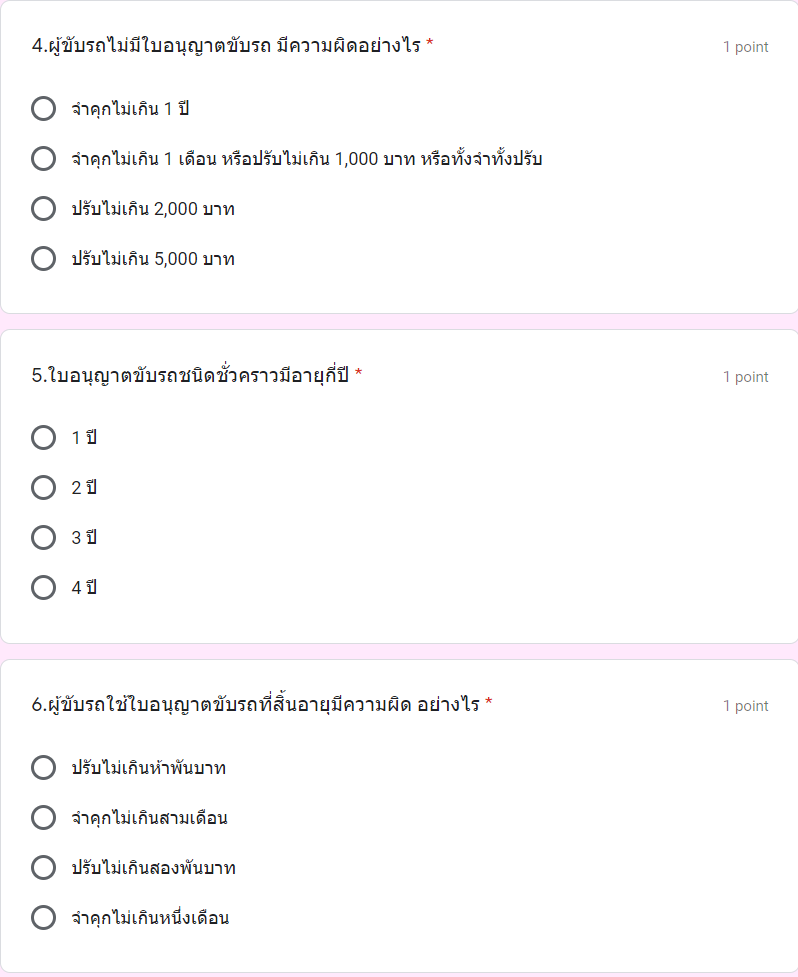 4.ผู้ขับรถไม่มีใบอนุญาตขับรถ มีความผิดอย่างไร *
1 point
จำคุกไม่เกิน 1 ปี
จำคุกไม่เกิน 1 เดือน หรือปรับไม่เกิน 1,000 บาท หรือทั้งจำทั้งปรับ
ปรับไม่เกิน 2,000 บาท
ปรับไม่เกิน 5,000 บาท
5.ใบอนุญาตขับรถชนิดชั่วคราวมีอายุกี่ปี *
1 point
1 ปี
2 ปี
3 ปี
4 ปี
6.ผู้ขับรถใช้ใบอนุญาตขับรถที่สิ้นอายุมีความผิด อย่างไร *
1 point
ปรับไม่เกินห้าพันบาท
จำคุกไม่เกินสามเดือน
ปรับไม่เกินสองพันบาท
จำคุกไม่เกินหนึ่งเดือน